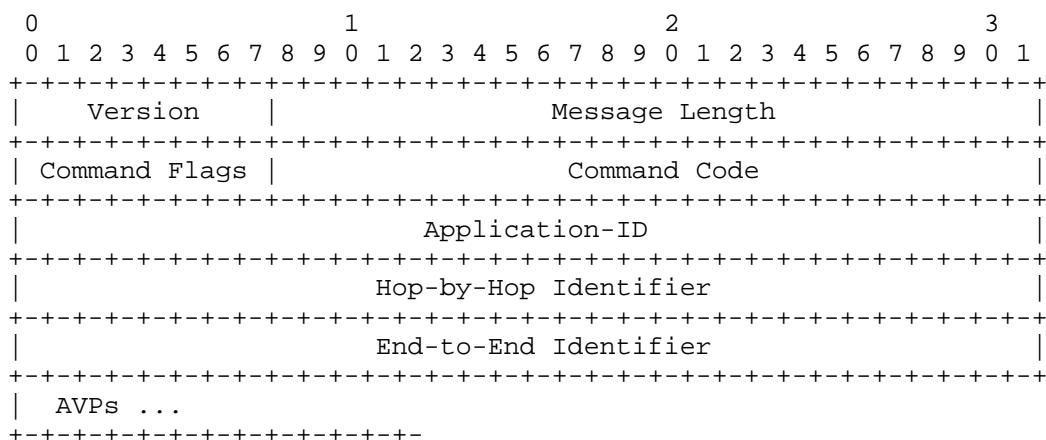 0                   1                   2                   3
 0 1 2 3 4 5 6 7 8 9 0 1 2 3 4 5 6 7 8 9 0 1 2 3 4 5 6 7 8 9 0 1
+-+-+-+-+-+-+-+-+-+-+-+-+-+-+-+-+-+-+-+-+-+-+-+-+-+-+-+-+-+-+-+-+
|    Version    |                 Message Length                |
+-+-+-+-+-+-+-+-+-+-+-+-+-+-+-+-+-+-+-+-+-+-+-+-+-+-+-+-+-+-+-+-+
| Command Flags |                  Command Code                 |
+-+-+-+-+-+-+-+-+-+-+-+-+-+-+-+-+-+-+-+-+-+-+-+-+-+-+-+-+-+-+-+-+
|                         Application-ID                        |
+-+-+-+-+-+-+-+-+-+-+-+-+-+-+-+-+-+-+-+-+-+-+-+-+-+-+-+-+-+-+-+-+
|                      Hop-by-Hop Identifier                    |
+-+-+-+-+-+-+-+-+-+-+-+-+-+-+-+-+-+-+-+-+-+-+-+-+-+-+-+-+-+-+-+-+
|                      End-to-End Identifier                    |
+-+-+-+-+-+-+-+-+-+-+-+-+-+-+-+-+-+-+-+-+-+-+-+-+-+-+-+-+-+-+-+-+
|  AVPs ...
+-+-+-+-+-+-+-+-+-+-+-+-+-